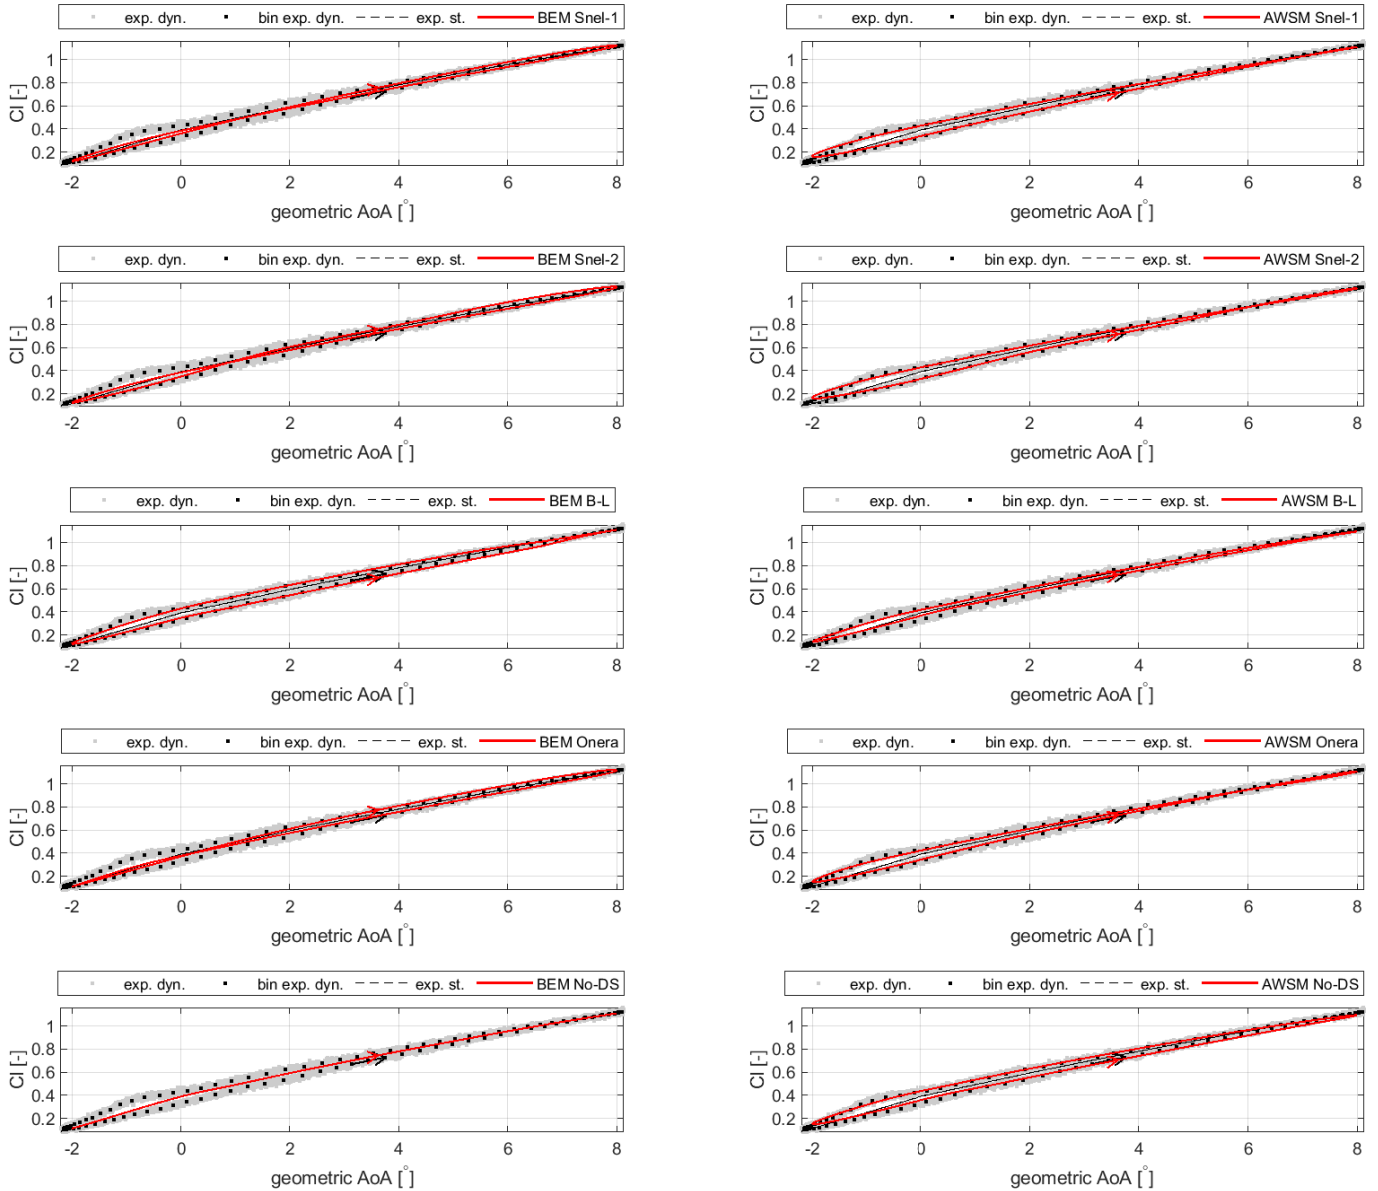 exp. dyn. bin exp. dyn. exp. st. BEM Snel-1
Cl [-]
1
0.8
0.6
0.4
0.2
-2 0 2 4 6 8
geometric AoA [°]
exp. dyn. bin exp. dyn. exp. st. AWSM Snel-1
Cl [-]
1
0.8
0.6
0.4
0.2
-2 0 2 4 6 8
geometric AoA [°]
exp. dyn. bin exp. dyn. exp. st. BEM Snel-2
Cl [-]
1
0.8
0.6
0.4
0.2
-2 0 2 4 6 8
geometric AoA [°]
exp. dyn. bin exp. dyn. exp. st. AWSM Snel-2
Cl [-]
1
0.8
0.6
0.4
0.2
-2 0 2 4 6 8
geometric AoA [°]
exp. dyn. bin exp. dyn. exp. st. BEM B-L
Cl [-]
1
0.8
0.6
0.4
0.2
-2 0 2 4 6 8
geometric AoA [°]
exp. dyn. bin exp. dyn. exp. st. AWSM B-L
Cl [-]
1
0.8
0.6
0.4
0.2
-2 0 2 4 6 8
geometric AoA [°]
exp. dyn. bin exp. dyn. exp. st. BEM Onera
Cl [-]
1
0.8
0.6
0.4
0.2
-2 0 2 4 6 8
geometric AoA [°]
exp. dyn. bin exp. dyn. exp. st. AWSM Onera
Cl [-]
1
0.8
0.6
0.4
0.2
-2 0 2 4 6 8
geometric AoA [°]
exp. dyn. bin exp. dyn. exp. st. BEM No-DS
Cl [-]
1
0.8
0.6
0.4
0.2
-2 0 2 4 6 8
geometric AoA [°]
exp. dyn. bin exp. dyn. exp. st. AWSM No-DS
Cl [-]
1
0.8
0.6
0.4
0.2
-2 0 2 4 6 8
geometric AoA [°]